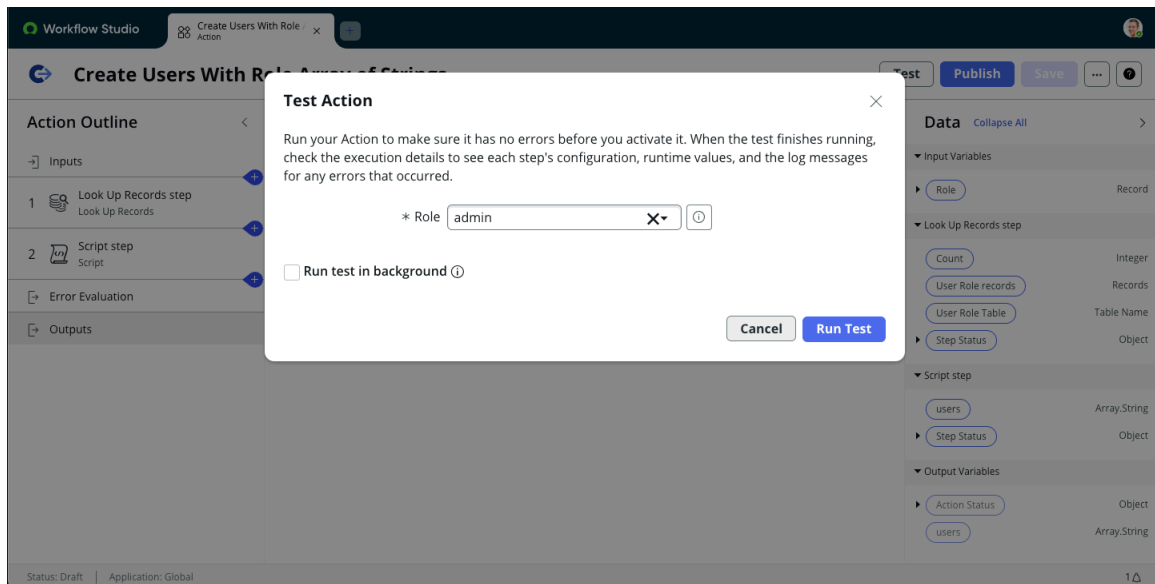 Workflow Studio
Create Users With Role /
Action
Create Users With Role Array of Strings
Test
Publish
Save
Action Outline
Inputs
1
Look Up Records step
Look Up Records
2
Script step
Script
Error Evaluation
Outputs
Test Action
Run your Action to make sure it has no errors before you activate it. When the test finishes running,
check the execution details to see each step's configuration, runtime values, and the log messages
for any errors that occurred.
* Role admin
Run test in background
Cancel
Run Test
Data Collapse All
Input Variables
Role Record
Look Up Records step
Count Integer
User Role records Records
User Role Table Table Name
Step Status Object
Script step
users Array.String
Step Status Object
Output Variables
Action Status Object
users Array.String
Status: Draft | Application: Global
1